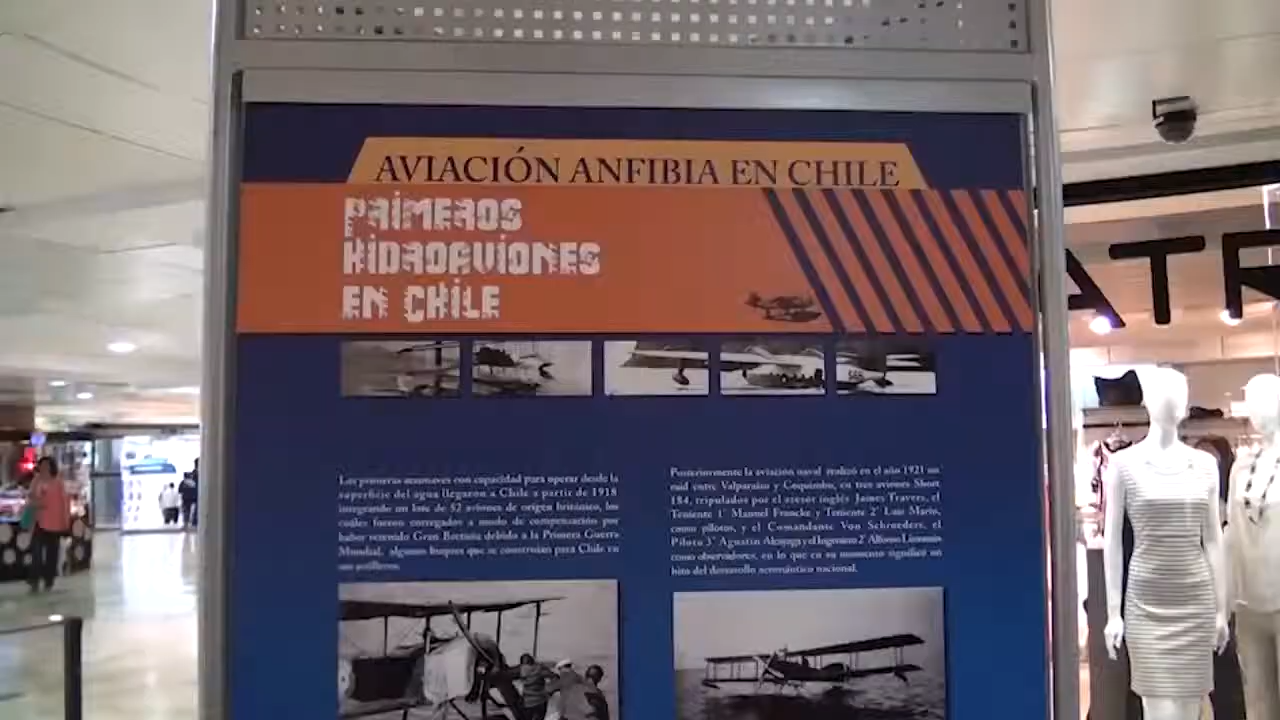 AVIACIÓN ANFIBIA EN CHILE
PRIMEROS
HIDROAVIONES
EN CHILE
Las primeras aeronaves con capacidad para operar desde la
superficie del agua llegaron a Chile a partir de 1918
integrando un lote de 52 aviones de origen británico, los
cuáles fueron entregados a modo de compensación por
haber retenido Gran Bretaña debido a la Primera Guerra
Mundial, algunos buques que se construían para Chile en
sus astilleros.
Posteriormente la aviación naval realizó en el año 1921 un
raid entre Valparaíso y Coquimbo, en tres aviones Short
184, tripulados por el asesor inglés James Travers, el
Teniente 1° Manuel Francke y Teniente 2° Luis Marín,
como pilotos, y el Comandante Von Schroeders, el
Piloto 3° Agustín Alcayaga y el Ingeniero 2° Alfonso
como observadores, en lo que en su momento significó un
hito del desarrollo aeronáutico nacional.
ATR